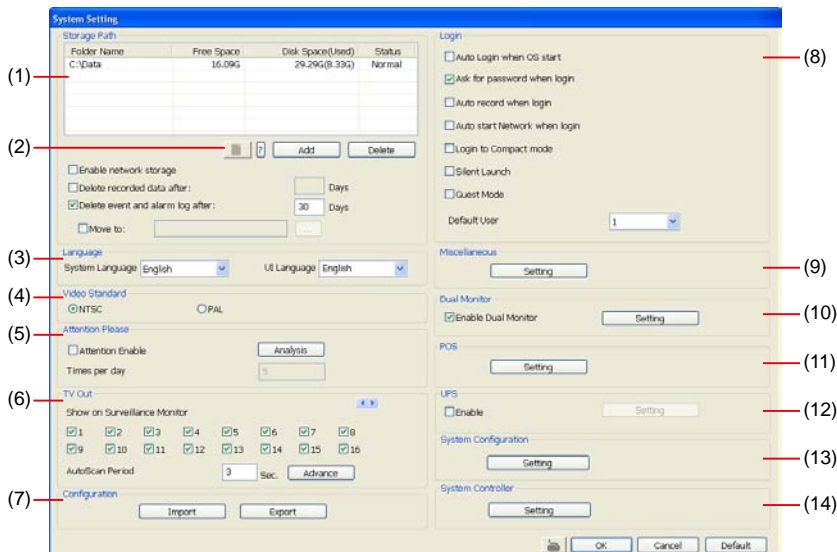 System Setting
Storage Path
Folder Name Free Space Disk Space(Used) Status
C:\Data 16.09G 29.29G(8.33G) Normal
(1)
(2)
? Add Delete
Enable network storage
Delete recorded data after: Days
Delete event and alarm log after: 30 Days
Move to: ...
(3)
Language
System Language English UI Language English
(4)
Video Standard
NTSC PAL
(5)
Attention Please
Attention Enable Analysis
Times per day 5
(6)
TV Out
Show on Surveillance Monitor
1 2 3 4 5 6 7 8
9 10 11 12 13 14 15 16
AutoScan Period 3 Sec. Advance
(7)
Configuration
Import Export
Login
(8)
Auto Login when OS start
Ask for password when login
Auto record when login
Auto start Network when login
Login to Compact mode
Silent Launch
Guest Mode
Default User 1
Miscellaneous
Setting
(9)
Dual Monitor
Enable Dual Monitor Setting
(10)
POS
Setting
(11)
UPS
Enable Setting
(12)
System Configuration
Setting
(13)
System Controller
Setting
(14)
OK Cancel Default